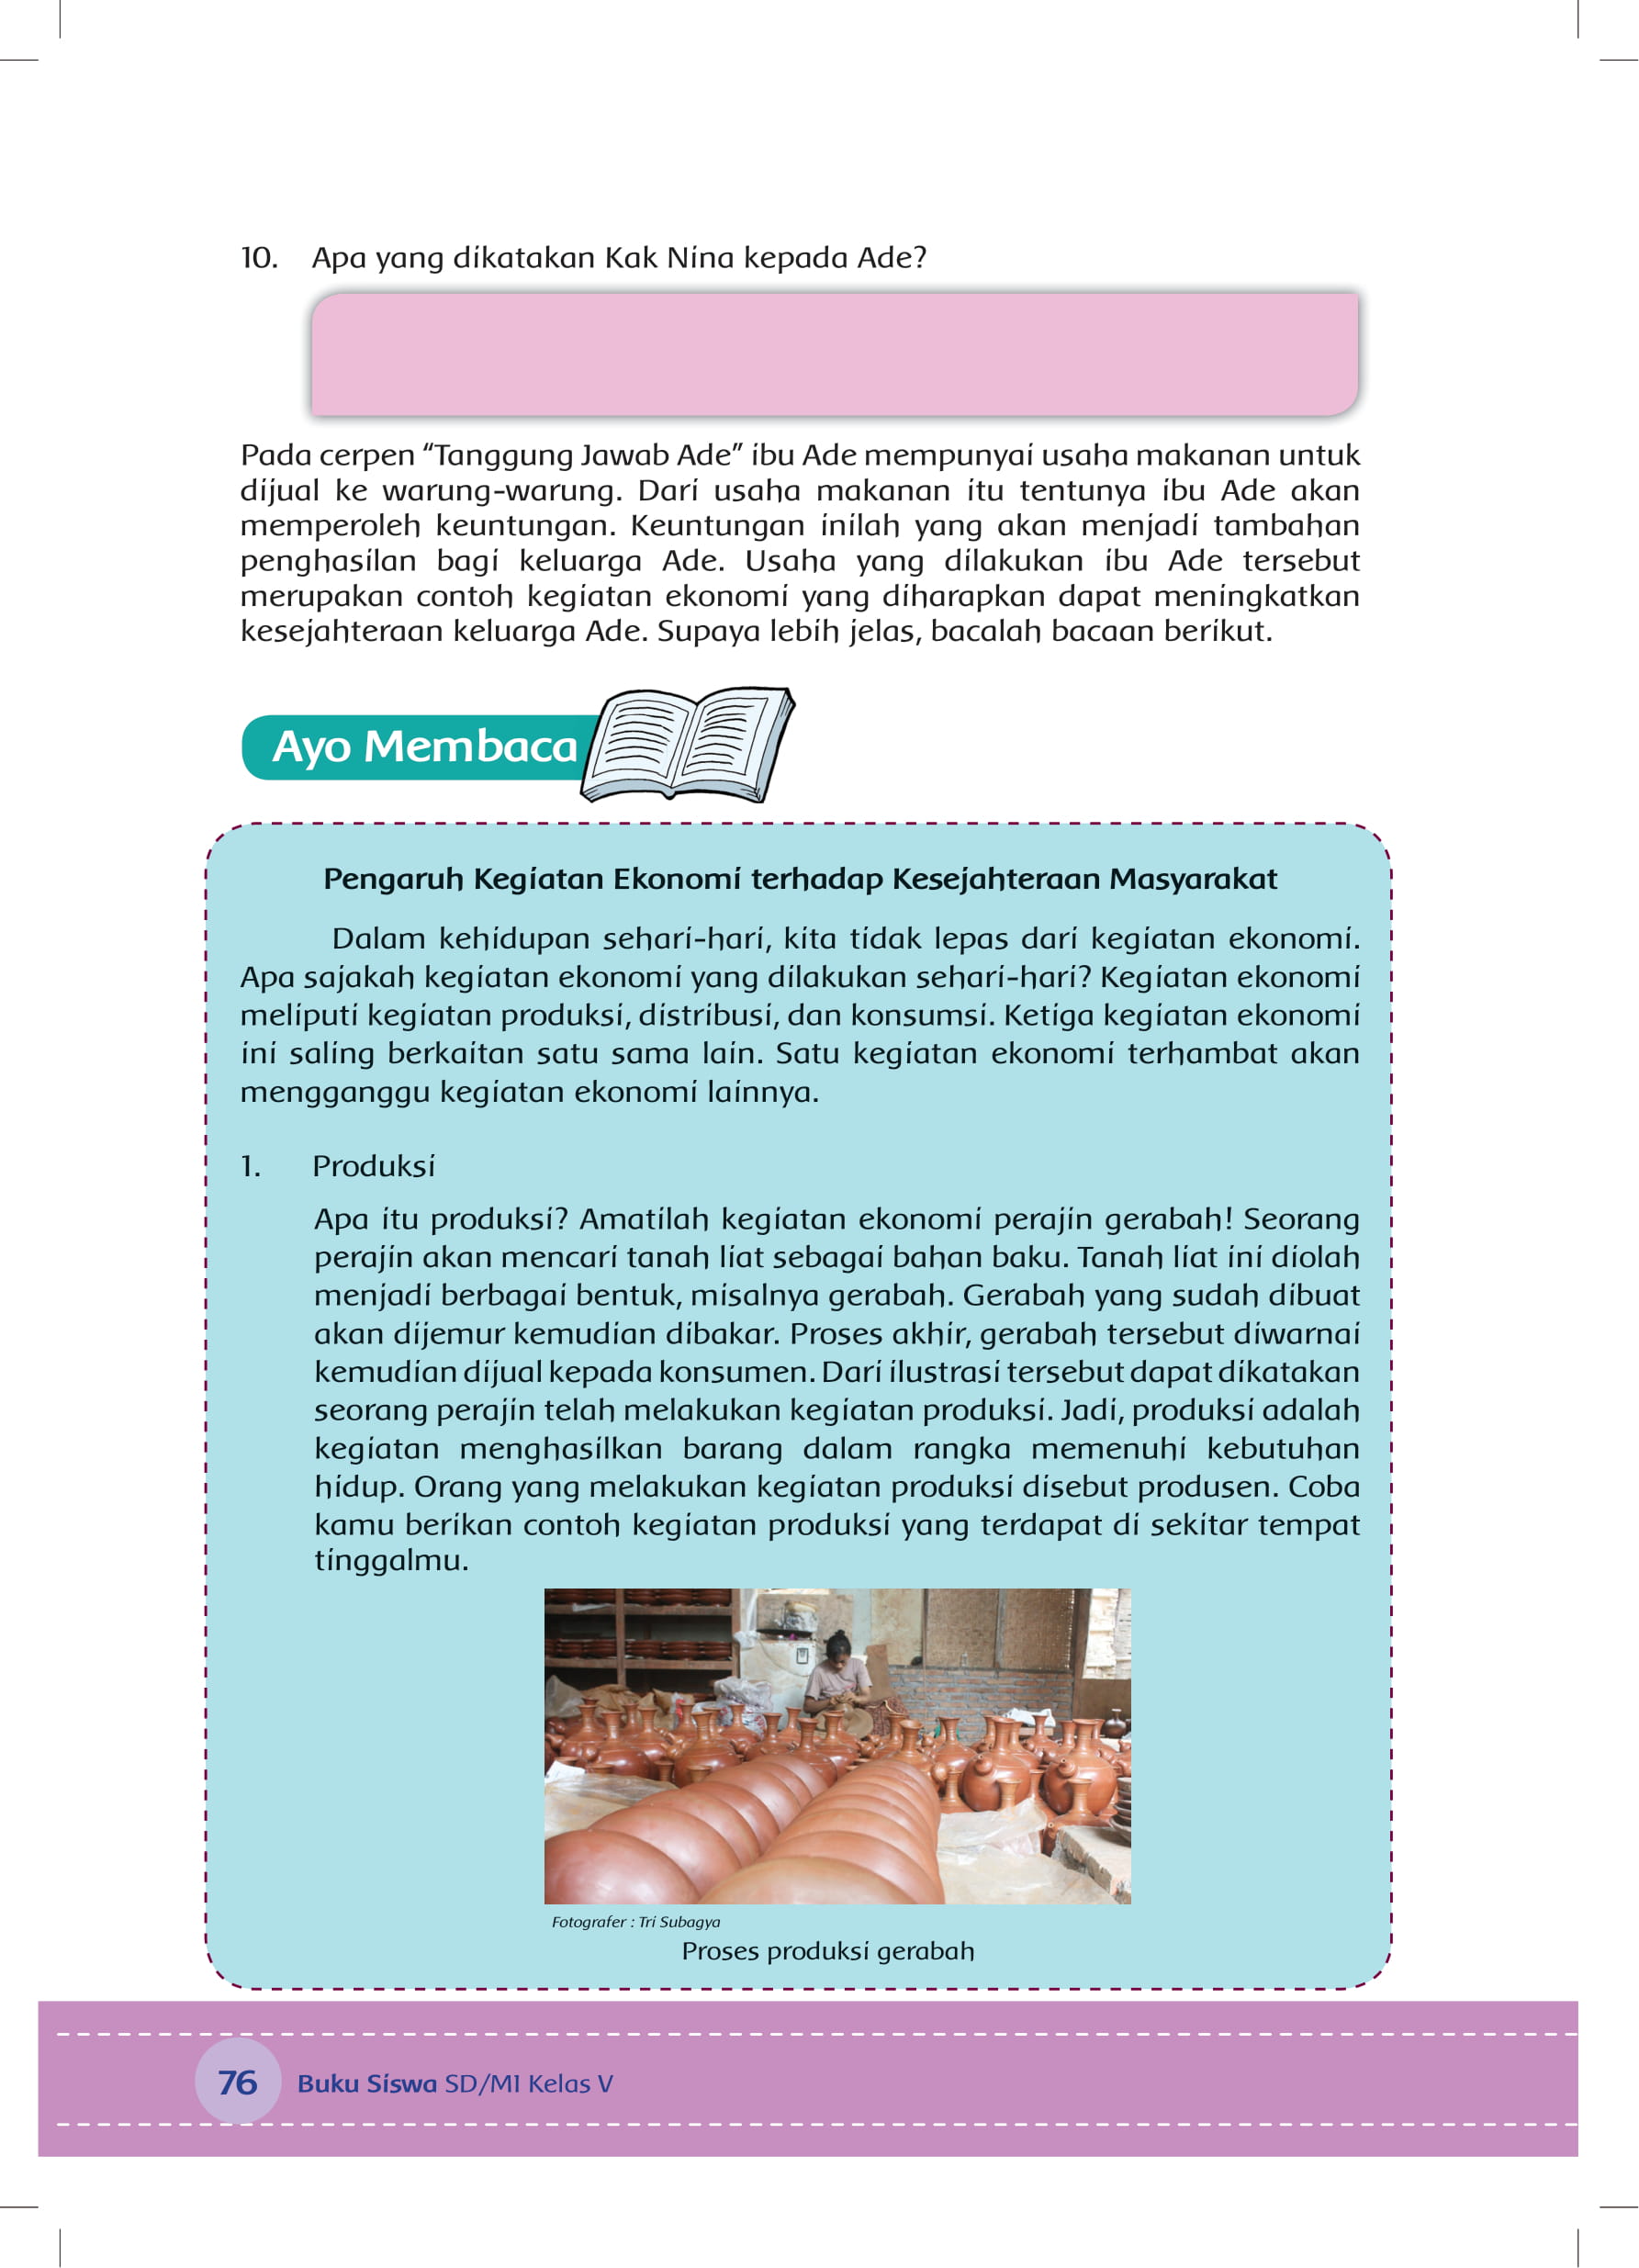 10. Apa yang dikatakan Kak Nina kepada Ade?
Pada cerpen “Tanggung Jawab Ade” ibu Ade mempunyai usaha makanan untuk
dijual ke warung-warung. Dari usaha makanan itu tentunya ibu Ade akan
memperoleh keuntungan. Keuntungan inilah yang akan menjadi tambahan
penghasilan bagi keluarga Ade. Usaha yang dilakukan ibu Ade tersebut
merupakan contoh kegiatan ekonomi yang diharapkan dapat meningkatkan
kesejahteraan keluarga Ade. Supaya lebih jelas, bacalah bacaan berikut.
Ayo Membaca
Pengaruh Kegiatan Ekonomi terhadap Kesejahteraan Masyarakat
Dalam kehidupan sehari-hari, kita tidak lepas dari kegiatan ekonomi.
Apa sajakah kegiatan ekonomi yang dilakukan sehari-hari? Kegiatan ekonomi
meliputi kegiatan produksi, distribusi, dan konsumsi. Ketiga kegiatan ekonomi
ini saling berkaitan satu sama lain. Satu kegiatan ekonomi terhambat akan
mengganggu kegiatan ekonomi lainnya.
1. Produksi
Apa itu produksi? Amatilah kegiatan ekonomi perajin gerabah! Seorang
perajin akan mencari tanah liat sebagai bahan baku. Tanah liat ini diolah
menjadi berbagai bentuk, misalnya gerabah. Gerabah yang sudah dibuat
akan dijemur kemudian dibakar. Proses akhir, gerabah tersebut diwarnai
kemudian dijual kepada konsumen. Dari ilustrasi tersebut dapat dikatakan
seorang perajin telah melakukan kegiatan produksi. Jadi, produksi adalah
kegiatan menghasilkan barang dalam rangka memenuhi kebutuhan
hidup. Orang yang melakukan kegiatan produksi disebut produsen. Coba
kamu berikan contoh kegiatan produksi yang terdapat di sekitar tempat
tinggalmu.
Fotografer : Tri Subagya
Proses produksi gerabah
76 Buku Siswa SD/MI Kelas V